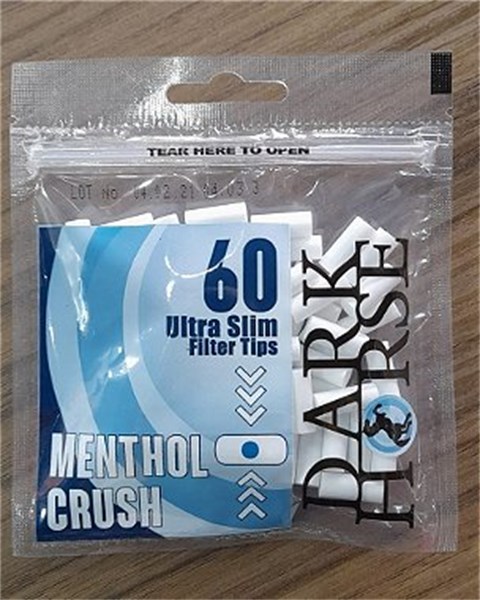 TEAR HERE TO OPEN
LOT No 04.02.21 04.03 3
60
Ultra Slim
Filter Tips
MENTHOL
CRUSH
DARK
HORSE